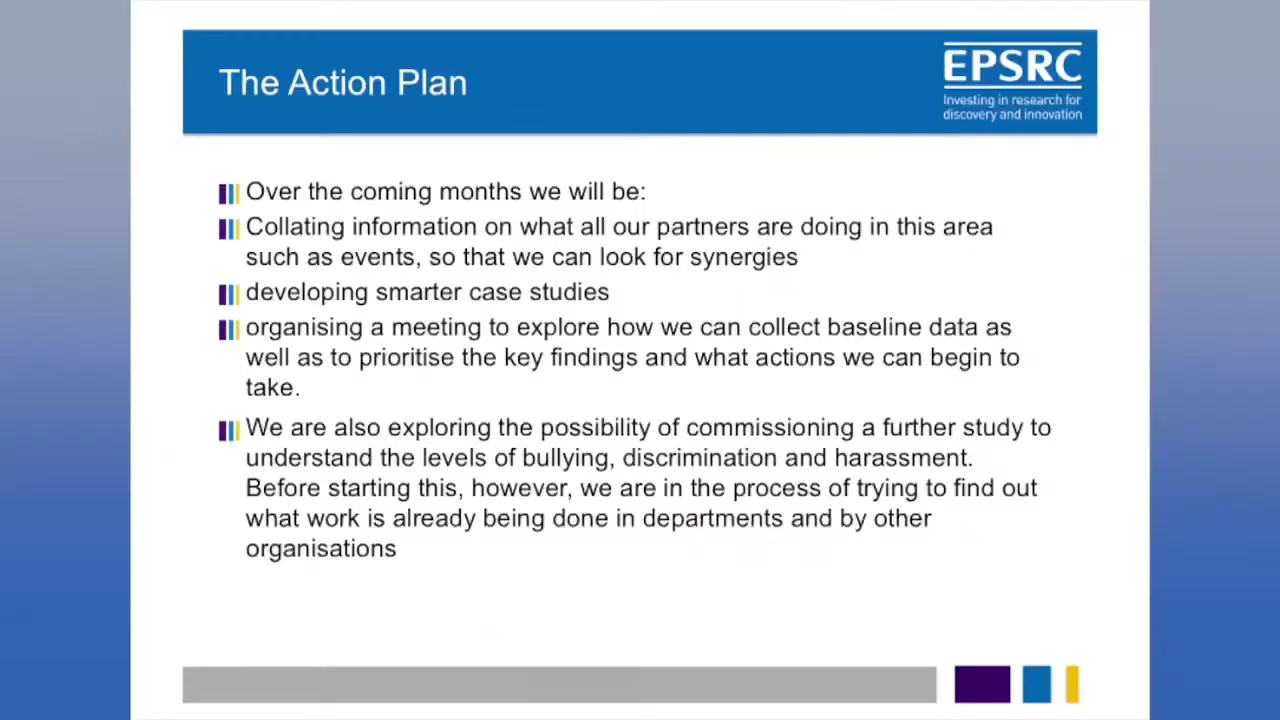 The Action Plan
EPSRC
Investing in research for
discovery and innovation
Over the coming months we will be:
Collating information on what all our partners are doing in this area
such as events, so that we can look for synergies
developing smarter case studies
organising a meeting to explore how we can collect baseline data as
well as to prioritise the key findings and what actions we can begin to
take.
We are also exploring the possibility of commissioning a further study to
understand the levels of bullying, discrimination and harassment.
Before starting this, however, we are in the process of trying to find out
what work is already being done in departments and by other
organisations